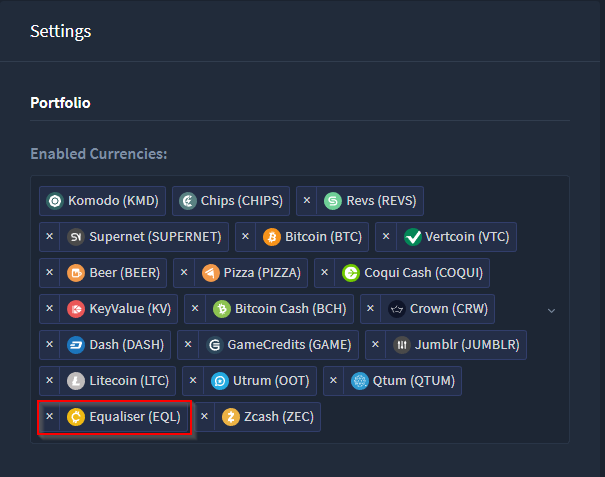 Settings
Portfolio
Enabled Currencies:
Komodo (KMD) Chips (CHIPS) × Revs (REVS)
× Supernet (SUPERNET) × Bitcoin (BTC) × Vertcoin (VTC)
× Beer (BEER) × Pizza (PIZZA) × Coqui Cash (COQUI)
× KeyValue (KV) × Bitcoin Cash (BCH) × Crown (CRW)
× Dash (DASH) × GameCredits (GAME) × Jumblr (JUMBLR)
× Litecoin (LTC) × Utrum (OOT) × Qtum (QTUM)
× Equaliser (EQL) × Zcash (ZEC)